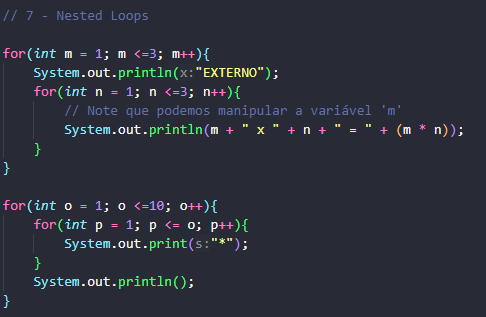 // 7 - Nested Loops
for(int m = 1; m <=3; m++){
System.out.println(x:"EXTERNO");
for(int n = 1; n <=3; n++){
// Note que podemos manipular a variável 'm'
System.out.println(m + " x " + n + " = " + (m * n));
}
}
for(int o = 1; o <=10; o++){
for(int p = 1; p <= o; p++){
System.out.print(s:"*");
}
System.out.println();
}